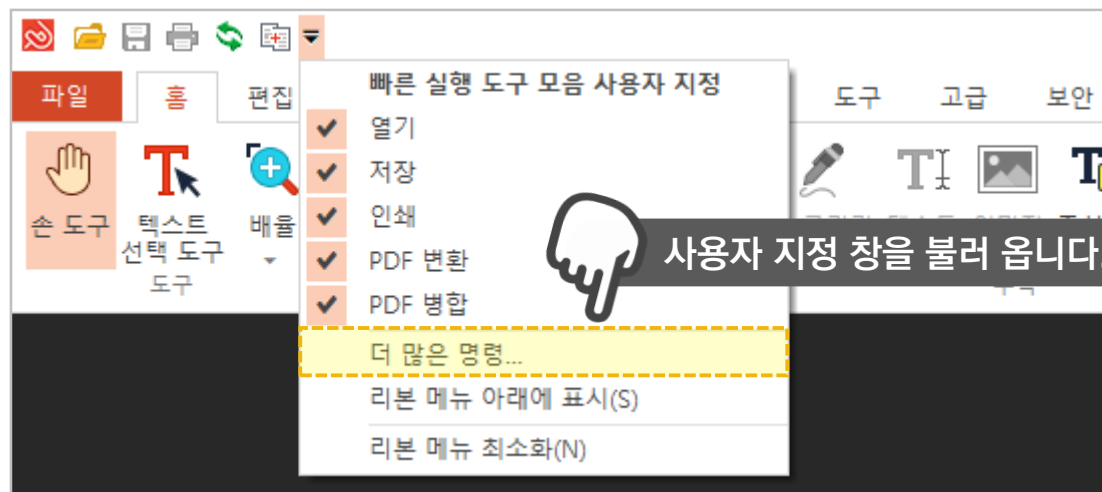 빠른 실행 도구 모음 사용자 지정
파일
홈
편집
도구
고급
보안
열기
저장
인쇄
PDF 변환
PDF 병합
더 많은 명령...
리본 메뉴 아래에 표시(S)
리본 메뉴 최소화(N)
손 도구
텍스트
선택 도구
배율
도구
사용자 지정 창을 불러 옵니다.